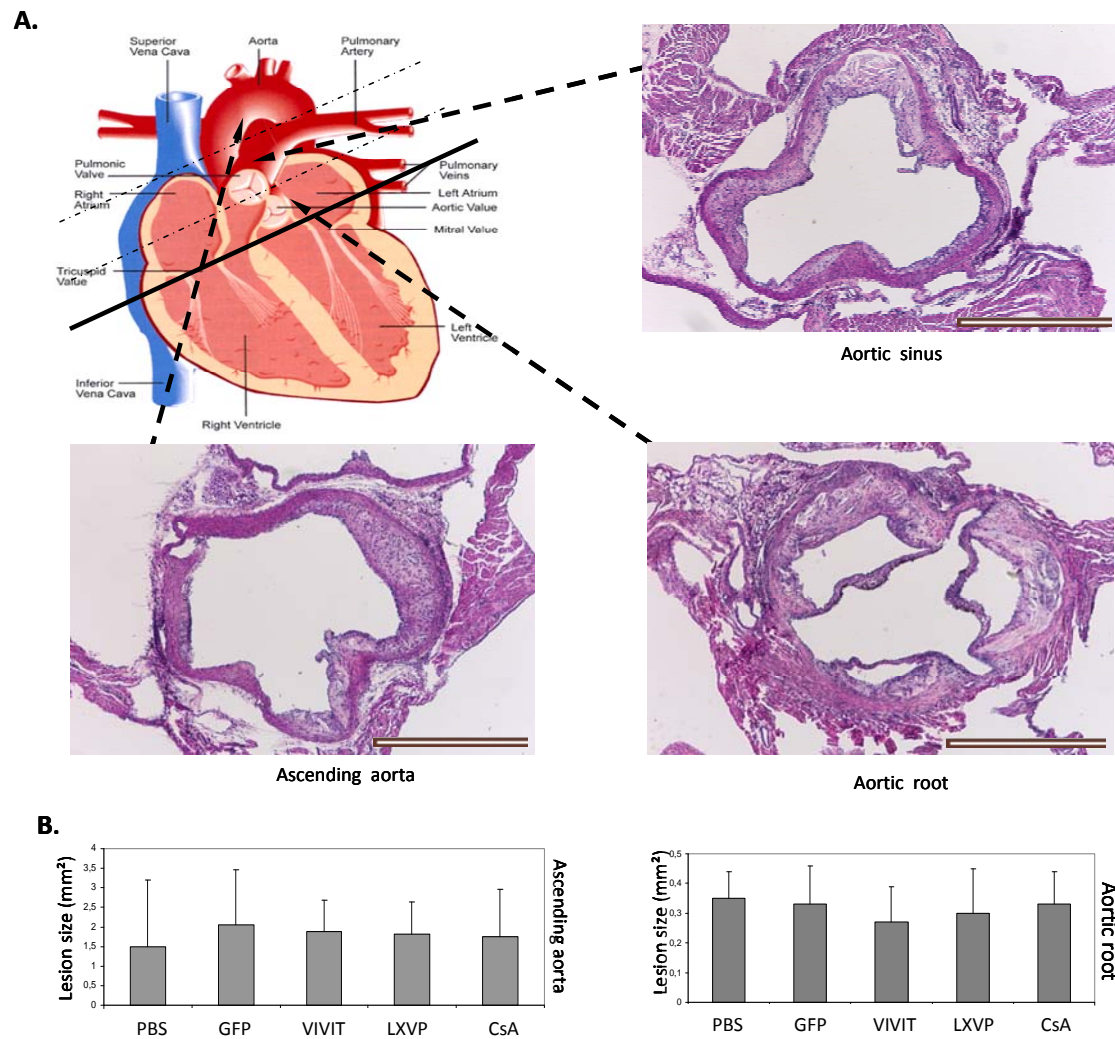 A.
Superior
Vena Cava
Aorta
Pulmonary
Artery
Pulmonic
Valve
Right
Atrium
Tricuspid
Value
Inferior
Vena Cava
Right Ventricle
Pulmonary
Veins
Left Atrium
Aortic Value
Mitral Value
Left
Ventricle
Aortic sinus
Ascending aorta
Aortic root
B.
Lesion size (mm²)
4
3,5
3
2,5
2
1,5
1
0,5
0
PBS GFP VIVIT LXVP CsA
Ascending aorta
Lesion size (mm²)
0,5
0,4
0,3
0,2
0,1
0
PBS GFP VIVIT LXVP CsA
Aortic root